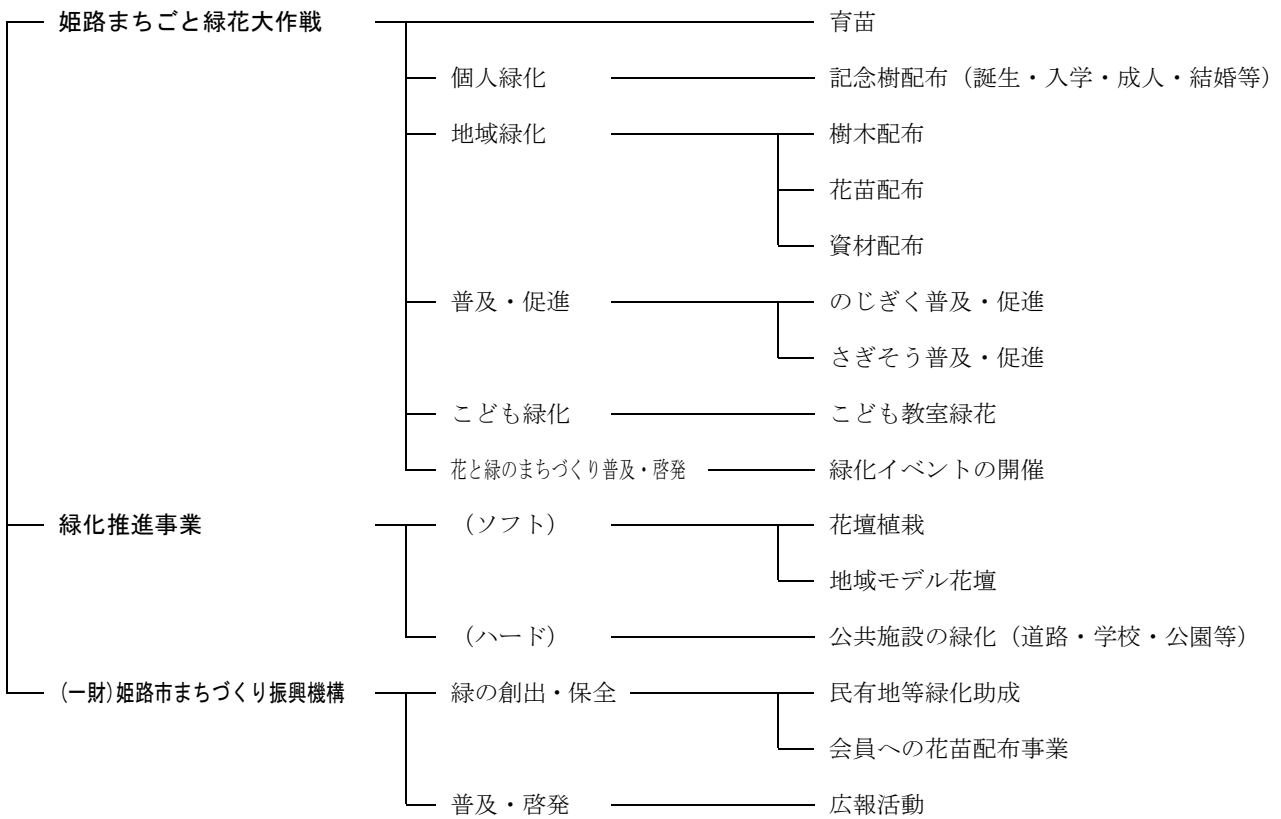 姫路まちごと緑花大作戦 育苗
個人緑化 記念樹配布（誕生・入学・成人・結婚等）
地域緑化 樹木配布
花苗配布
資材配布
普及・促進 のじぎく普及・促進
さぎそう普及・促進
こども緑化 こども教室緑花
花と緑のまちづくり普及・啓発 緑化イベントの開催
緑化推進事業 （ソフト） 花壇植栽
地域モデル花壇
（ハード） 公共施設の緑化（道路・学校・公園等）
(一財)姫路市まちづくり振興機構 緑の創出・保全 民有地等緑化助成
会員への花苗配布事業
普及・啓発 広報活動